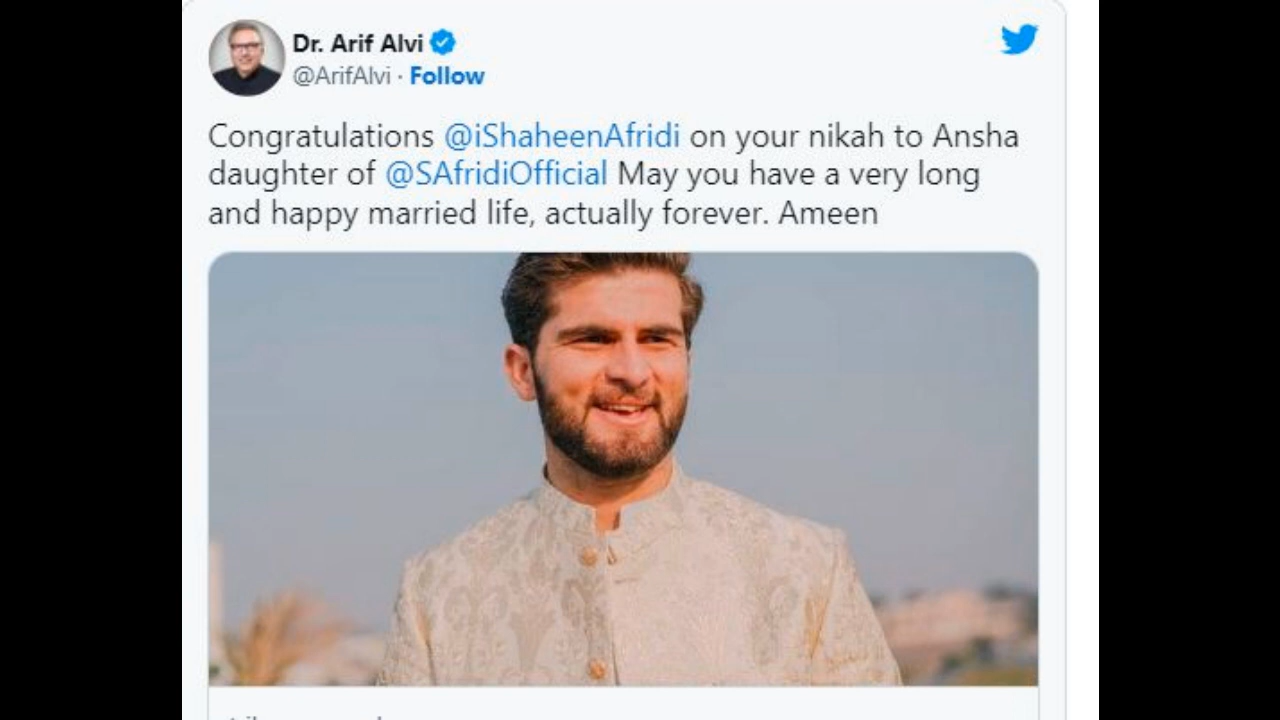 Dr. Arif Alvi
@ArifAlvi · Follow
Congratulations @iShaheenAfridi on your nikah to Ansha
daughter of @SAfridiOfficial May you have a very long
and happy married life, actually forever. Ameen